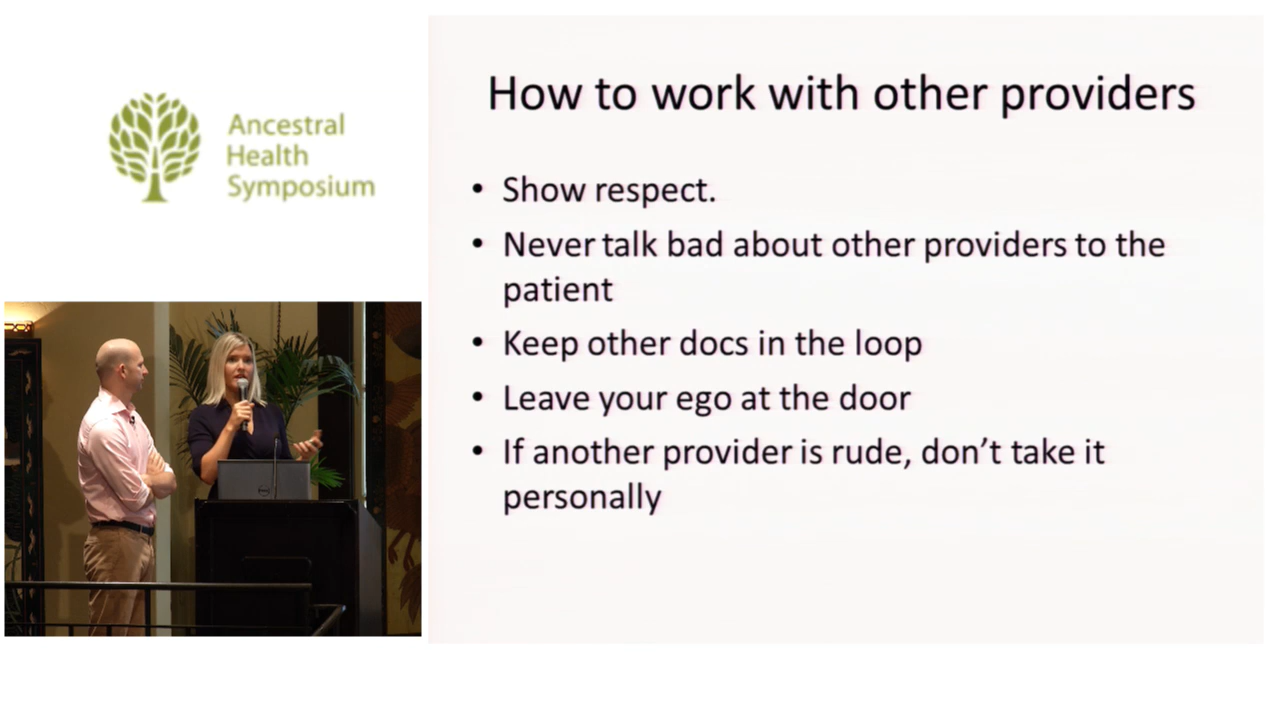 Ancestral
Health
Symposium
How to work with other providers
• Show respect.
• Never talk bad about other providers to the
patient
• Keep other docs in the loop
• Leave your ego at the door
• If another provider is rude, don't take it
personally